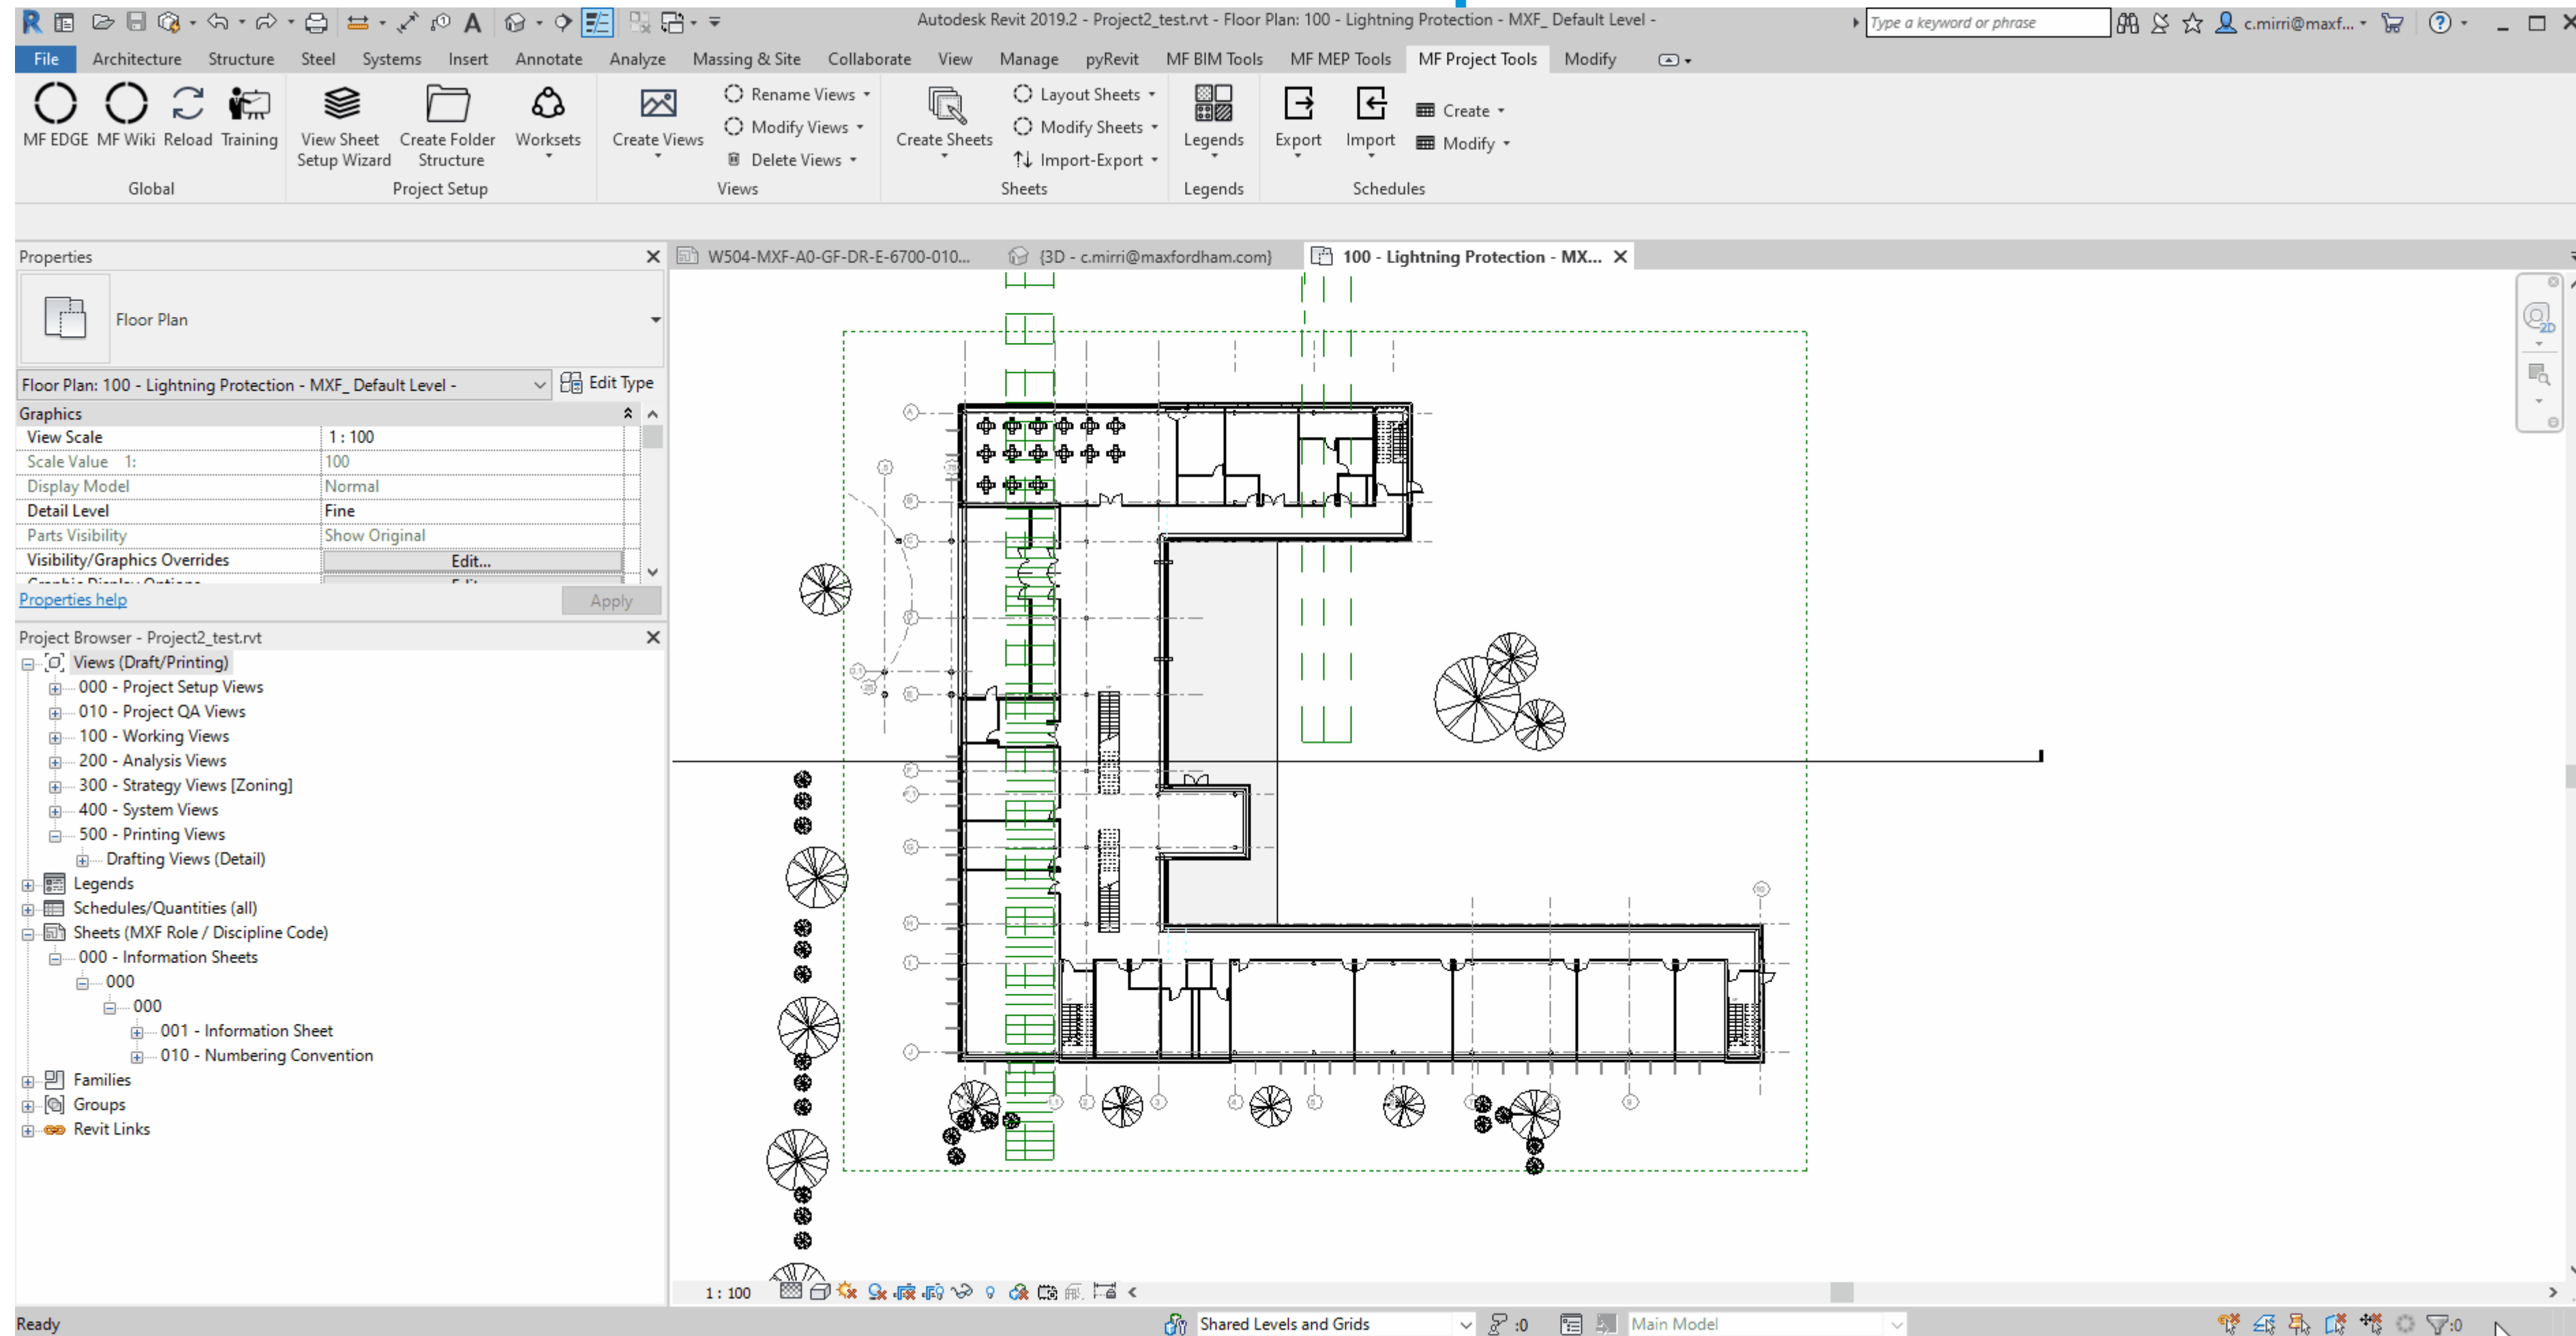 Autodesk Revit 2019.2 - Project2_test.rvt - Floor Plan: 100 - Lightning Protection - MXF_ Default Level -
Type a keyword or phrase
c.mirri@maxf...
File Architecture Structure Steel Systems Insert Annotate Analyze Massing & Site Collaborate View Manage pyRevit MF BIM Tools MF MEP Tools MF Project Tools Modify
MF EDGE MF Wiki Reload Training
Global
View Sheet Setup Wizard
Create Folder Structure
Worksets
Project Setup
Create Views
Rename Views
Modify Views
Delete Views
Views
Create Sheets
Layout Sheets
Modify Sheets
Import-Export
Sheets
Legends
Legends
Export
Import
Create
Modify
Schedules
Properties
Floor Plan
Floor Plan: 100 - Lightning Protection - MXF_ Default Level -
Edit Type
Graphics
View Scale 1 : 100
Scale Value 1: 100
Display Model Normal
Detail Level Fine
Parts Visibility Show Original
Visibility/Graphics Overrides Edit...
Properties help
Apply
Project Browser - Project2_test.rvt
Views (Draft/Printing)
000 - Project Setup Views
010 - Project QA Views
100 - Working Views
200 - Analysis Views
300 - Strategy Views [Zoning]
400 - System Views
500 - Printing Views
Drafting Views (Detail)
Legends
Schedules/Quantities (all)
Sheets (MXF Role / Discipline Code)
000 - Information Sheets
000
000
001 - Information Sheet
010 - Numbering Convention
Families
Groups
Revit Links
W504-MXF-A0-GF-DR-E-6700-010...
{3D - c.mirri@maxfordham.com}
100 - Lightning Protection - MX...
2D
1 : 100
Ready
Shared Levels and Grids
:0
Main Model
:0